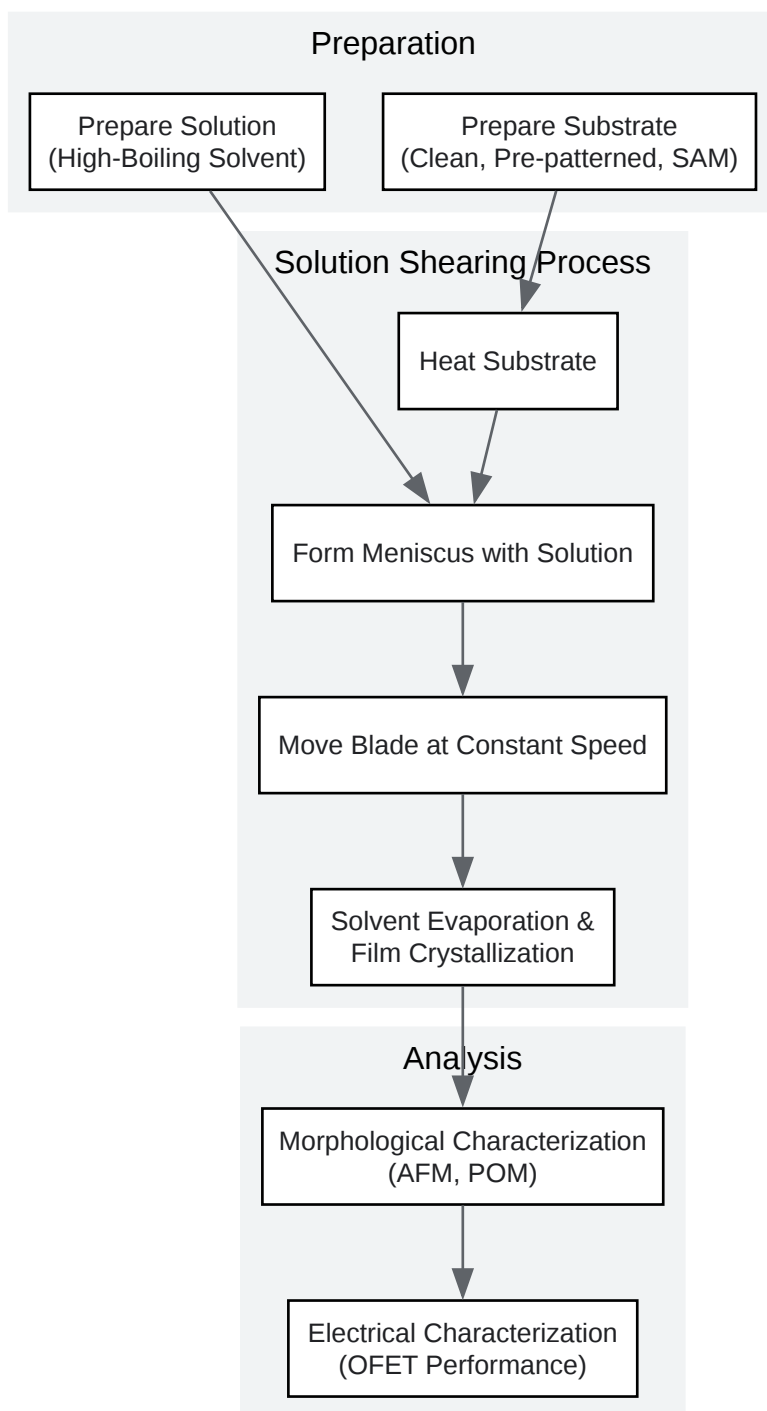 Preparation
Prepare Solution
(High-Boiling Solvent)
Prepare Substrate
(Clean, Pre-patterned, SAM)
Solution Shearing Process
Heat Substrate
Form Meniscus with Solution
Move Blade at Constant Speed
Solvent Evaporation &
Film Crystallization
Analysis
Morphological Characterization
(AFM, POM)
Electrical Characterization
(OFET Performance)